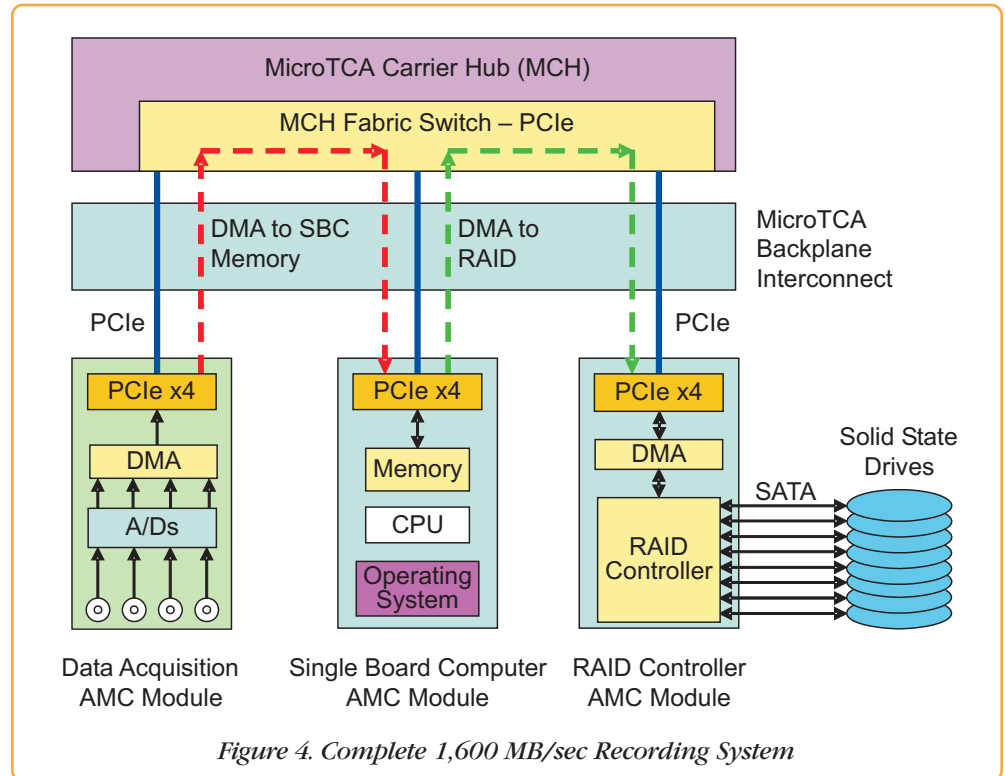 MicroTCA Carrier Hub (MCH)
MCH Fabric Switch – PCIe
DMA to SBC
Memory
DMA to
RAID
MicroTCA
Backplane
Interconnect
PCIe
PCIe
PCIe x4
DMA
A/Ds
PCIe x4
Memory
CPU
Operating
System
PCIe x4
DMA
RAID
Controller
SATA
Solid State
Drives
Data Acquisition
AMC Module
Single Board Computer
AMC Module
RAID Controller
AMC Module
Figure 4. Complete 1,600 MB/sec Recording System